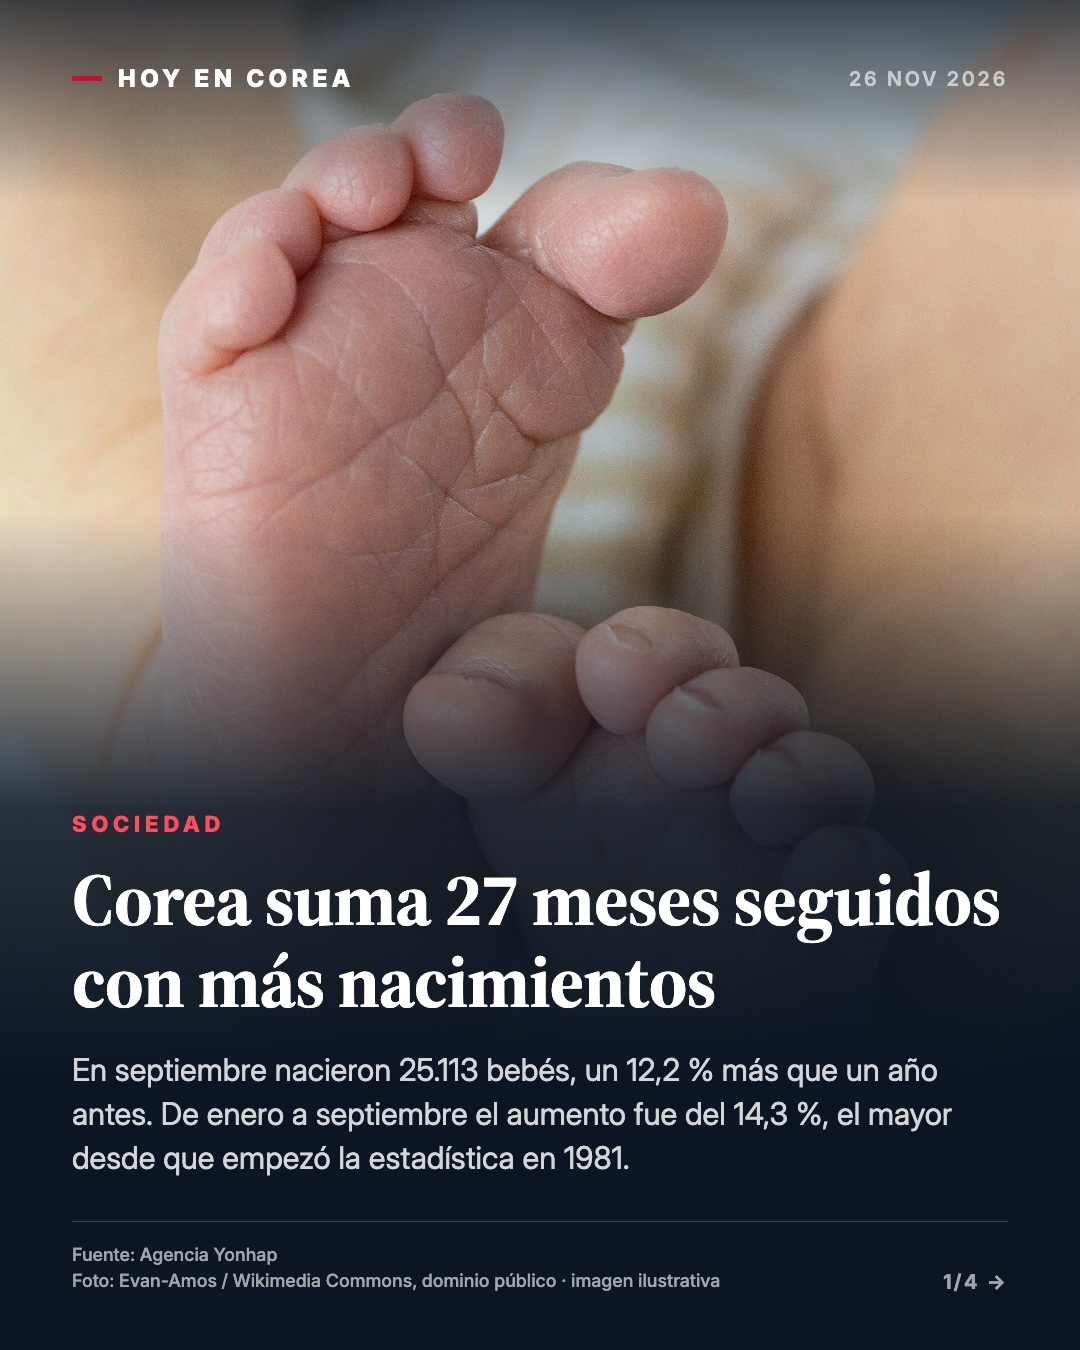 HOY EN COREA
26 NOV 2026
SOCIEDAD
Corea suma 27 meses seguidos
con más nacimientos
En septiembre nacieron 25.113 bebés, un 12,2 % más que un año
antes. De enero a septiembre el aumento fue del 14,3 %, el mayor
desde que empezó la estadística en 1981.
Fuente: Agencia Yonhap
Foto: Evan-Amos / Wikimedia Commons, dominio público · imagen ilustrativa
1/4 →